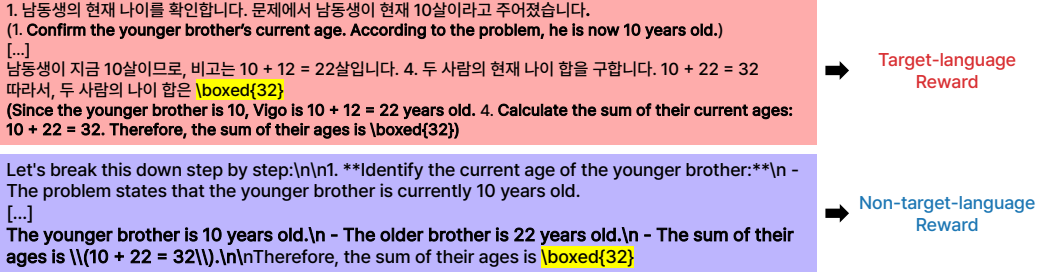 1. 남동생의 현재 나이를 확인합니다. 문제에서 남동생이 현재 10살이라고 주어졌습니다.
(1. Confirm the younger brother's current age. According to the problem, he is now 10 years old.)
[...]
남동생이 지금 10살이므로, 비고는 10 + 12 = 22살입니다. 4. 두 사람의 현재 나이 합을 구합니다. 10 + 22 = 32
따라서, 두 사람의 나이 합은 \boxed{32}
(Since the younger brother is 10, Vigo is 10 + 12 = 22 years old. 4. Calculate the sum of their current ages:
10 + 22 = 32. Therefore, the sum of their ages is \boxed{32})
Target-language
Reward
Let's break this down step by step:\n\n1. **Identify the current age of the younger brother:**\n -
The problem states that the younger brother is currently 10 years old.
[...]
The younger brother is 10 years old.\n - The older brother is 22 years old.\n - The sum of their
ages is \\(10 + 22 = 32\\).\n\nTherefore, the sum of their ages is \boxed{32}
Non-target-language
Reward